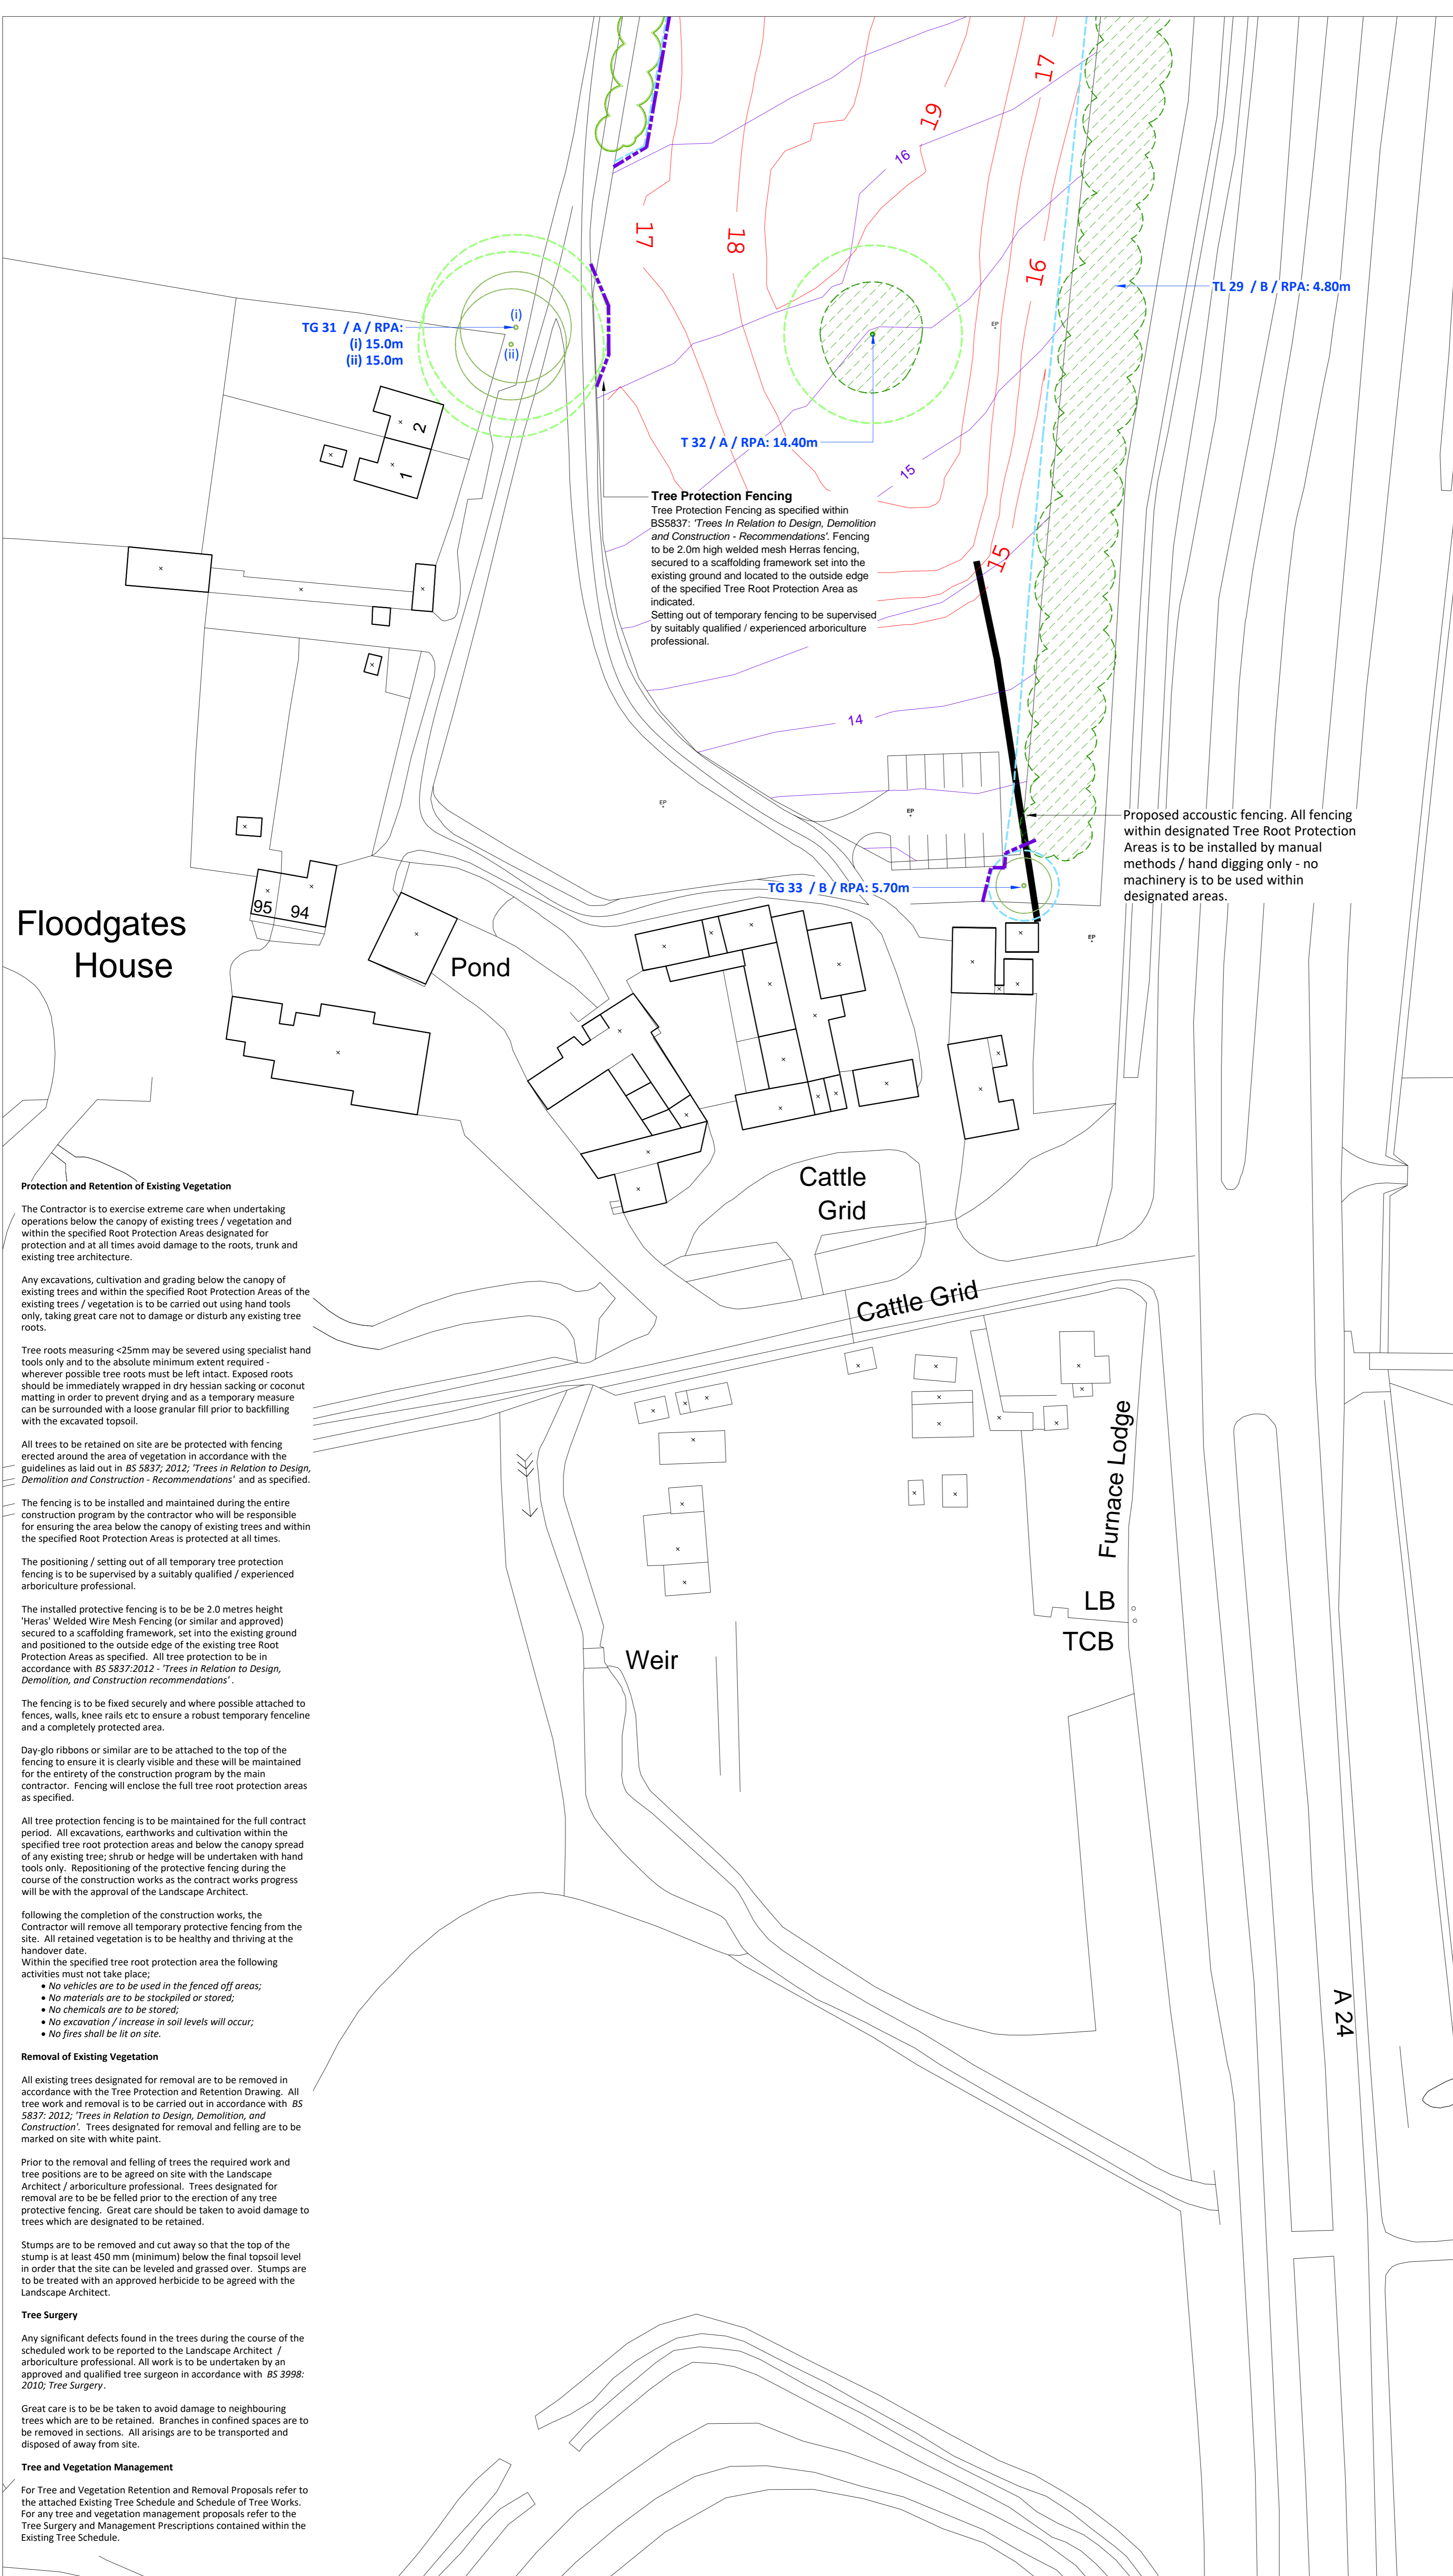 17
19
16
17
18
16
TL 29 / B / RPA: 4.80m
(i)
TG 31 / A / RPA:
(i) 15.0m
(ii) 15.0m
(ii)
EP
2
1
T 32 / A / RPA: 14.40m
15
Tree Protection Fencing
Tree Protection Fencing as specified within
BS5837: 'Trees In Relation to Design, Demolition
and Construction - Recommendations'. Fencing
to be 2.0m high welded mesh Herras fencing,
secured to a scaffolding framework set into the
existing ground and located to the outside edge
of the specified Tree Root Protection Area as
indicated.
Setting out of temporary fencing to be supervised
by suitably qualified / experienced arboriculture
professional.
15
14
EP
EP
Proposed accoustic fencing. All fencing
within designated Tree Root Protection
Areas is to be installed by manual
methods / hand digging only - no
machinery is to be used within
designated areas.
TG 33 / B / RPA: 5.70m
95
94
EP
Floodgates
House
Pond
Cattle
Grid
Cattle Grid
Furnace Lodge
LB
TCB
Weir
A 24
Protection and Retention of Existing Vegetation
The Contractor is to exercise extreme care when undertaking
operations below the canopy of existing trees / vegetation and
within the specified Root Protection Areas designated for
protection and at all times avoid damage to the roots, trunk and
existing tree architecture.
Any excavations, cultivation and grading below the canopy of
existing trees and within the specified Root Protection Areas of the
existing trees / vegetation is to be carried out using hand tools
only, taking great care not to damage or disturb any existing tree
roots.
Tree roots measuring <25mm may be severed using specialist hand
tools only and to the absolute minimum extent required -
wherever possible tree roots must be left intact. Exposed roots
should be immediately wrapped in dry hessian sacking or coconut
matting in order to prevent drying and as a temporary measure
can be surrounded with a loose granular fill prior to backfilling
with the excavated topsoil.
All trees to be retained on site are be protected with fencing
erected around the area of vegetation in accordance with the
guidelines as laid out in BS 5837; 2012; 'Trees in Relation to Design,
Demolition and Construction - Recommendations' and as specified.
The fencing is to be installed and maintained during the entire
construction program by the contractor who will be responsible
for ensuring the area below the canopy of existing trees and within
the specified Root Protection Areas is protected at all times.
The positioning / setting out of all temporary tree protection
fencing is to be supervised by a suitably qualified / experienced
arboriculture professional.
The installed protective fencing is to be be 2.0 metres height
'Heras' Welded Wire Mesh Fencing (or similar and approved)
secured to a scaffolding framework, set into the existing ground
and positioned to the outside edge of the existing tree Root
Protection Areas as specified. All tree protection to be in
accordance with BS 5837:2012 - 'Trees in Relation to Design,
Demolition, and Construction recommendations' .
The fencing is to be fixed securely and where possible attached to
fences, walls, knee rails etc to ensure a robust temporary fenceline
and a completely protected area.
Day-glo ribbons or similar are to be attached to the top of the
fencing to ensure it is clearly visible and these will be maintained
for the entirety of the construction program by the main
contractor. Fencing will enclose the full tree root protection areas
as specified.
All tree protection fencing is to be maintained for the full contract
period. All excavations, earthworks and cultivation within the
specified tree root protection areas and below the canopy spread
of any existing tree; shrub or hedge will be undertaken with hand
tools only. Repositioning of the protective fencing during the
course of the construction works as the contract works progress
will be with the approval of the Landscape Architect.
following the completion of the construction works, the
Contractor will remove all temporary protective fencing from the
site. All retained vegetation is to be healthy and thriving at the
handover date.
Within the specified tree root protection area the following
activities must not take place;
• No vehicles are to be used in the fenced off areas;
• No materials are to be stockpiled or stored;
• No chemicals are to be stored;
• No excavation / increase in soil levels will occur;
• No fires shall be lit on site.
Removal of Existing Vegetation
All existing trees designated for removal are to be removed in
accordance with the Tree Protection and Retention Drawing. All
tree work and removal is to be carried out in accordance with BS
5837: 2012; 'Trees in Relation to Design, Demolition, and
Construction'. Trees designated for removal and felling are to be
marked on site with white paint.
Prior to the removal and felling of trees the required work and
tree positions are to be agreed on site with the Landscape
Architect / arboriculture professional. Trees designated for
removal are to be be felled prior to the erection of any tree
protective fencing. Great care should be taken to avoid damage to
trees which are designated to be retained.
Stumps are to be removed and cut away so that the top of the
stump is at least 450 mm (minimum) below the final topsoil level
in order that the site can be leveled and grassed over. Stumps are
to be treated with an approved herbicide to be agreed with the
Landscape Architect.
Tree Surgery
Any significant defects found in the trees during the course of the
scheduled work to be reported to the Landscape Architect /
arboriculture professional. All work is to be undertaken by an
approved and qualified tree surgeon in accordance with BS 3998:
2010; Tree Surgery.
Great care is to be be taken to avoid damage to neighbouring
trees which are to be retained. Branches in confined spaces are to
be removed in sections. All arisings are to be transported and
disposed of away from site.
Tree and Vegetation Management
For Tree and Vegetation Retention and Removal Proposals refer to
the attached Existing Tree Schedule and Schedule of Tree Works.
For any tree and vegetation management proposals refer to the
Tree Surgery and Management Prescriptions contained within the
Existing Tree Schedule.